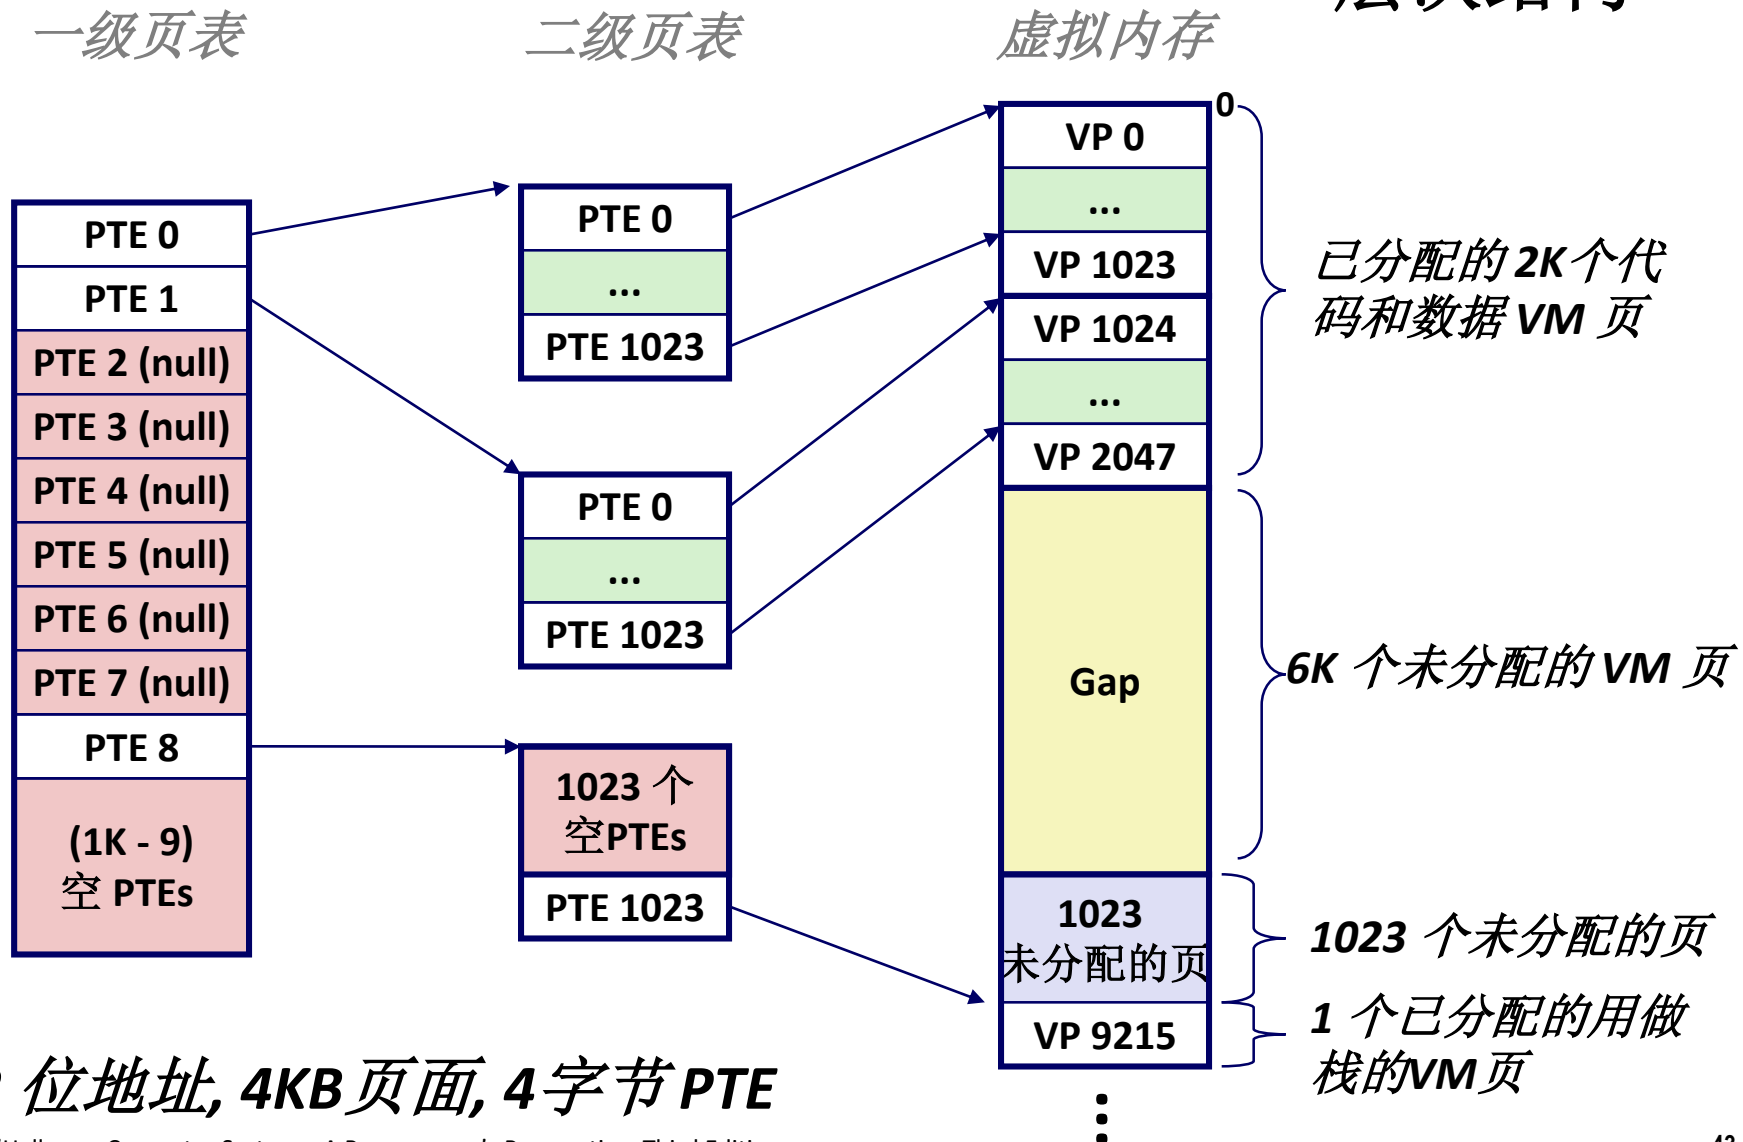 一级页表
二级页表
虚拟内存
PTE 0
PTE 1
PTE 2 (null)
PTE 3 (null)
PTE 4 (null)
PTE 5 (null)
PTE 6 (null)
PTE 7 (null)
PTE 8
(1K - 9)
空 PTEs
PTE 0
...
PTE 1023
PTE 0
...
PTE 1023
1023 个
空PTEs
PTE 1023
0
VP 0
...
VP 1023
VP 1024
...
VP 2047
Gap
1023
未分配的页
VP 9215
已分配的 2K个代
码和数据 VM 页
6K 个未分配的 VM 页
1023 个未分配的页
1 个已分配的用做
栈的VM页
位地址, 4KB页面, 4字节 PTE